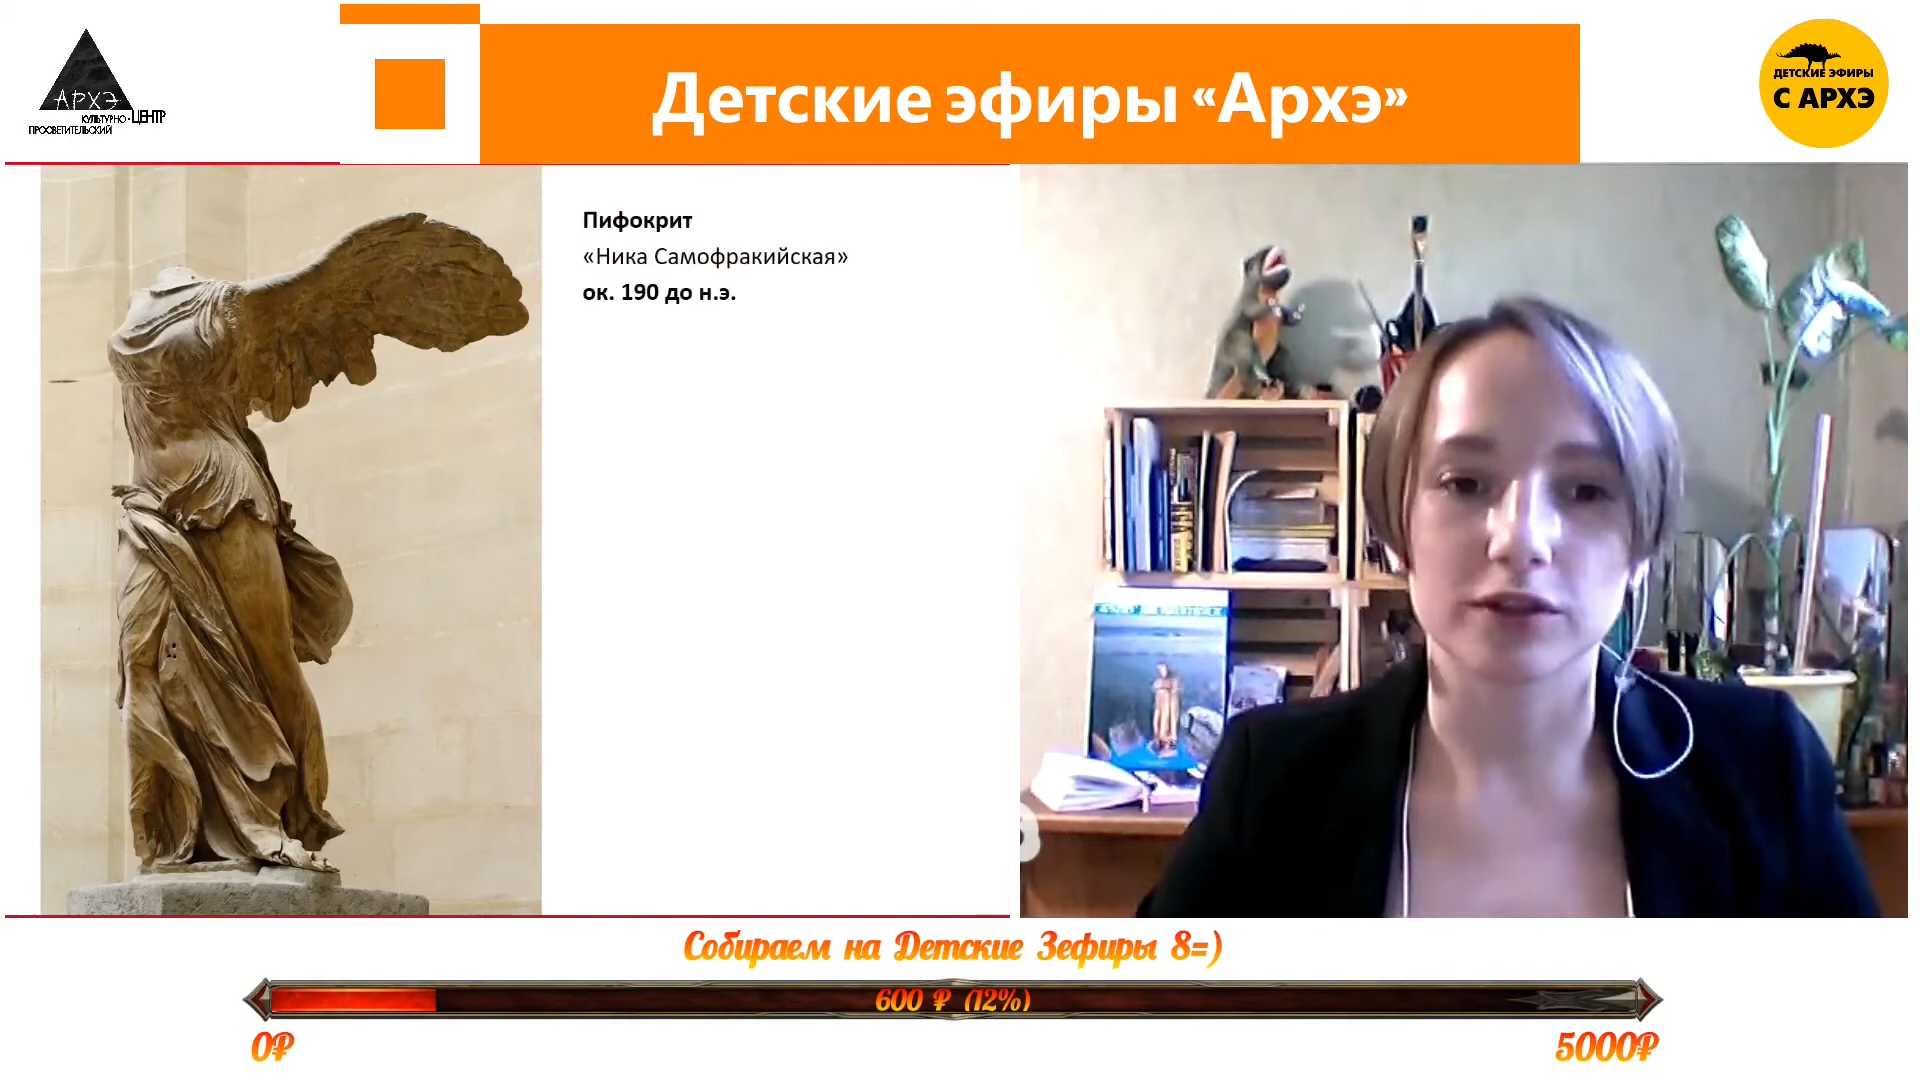 АРХЭ
КУЛЬТУРНО-ЦЕНТР
ПРОСВЕТИТЕЛЬСКИЙ
Детские эфиры «Архэ»
ДЕТСКИЕ ЭФИРЫ
С АРХЭ
Пифокрит
«Ника Самофракийская»
ок. 190 до н.э.
Собираем на Детские Зефиры 8=)
600 ₽ (12%)
0₽
5000₽